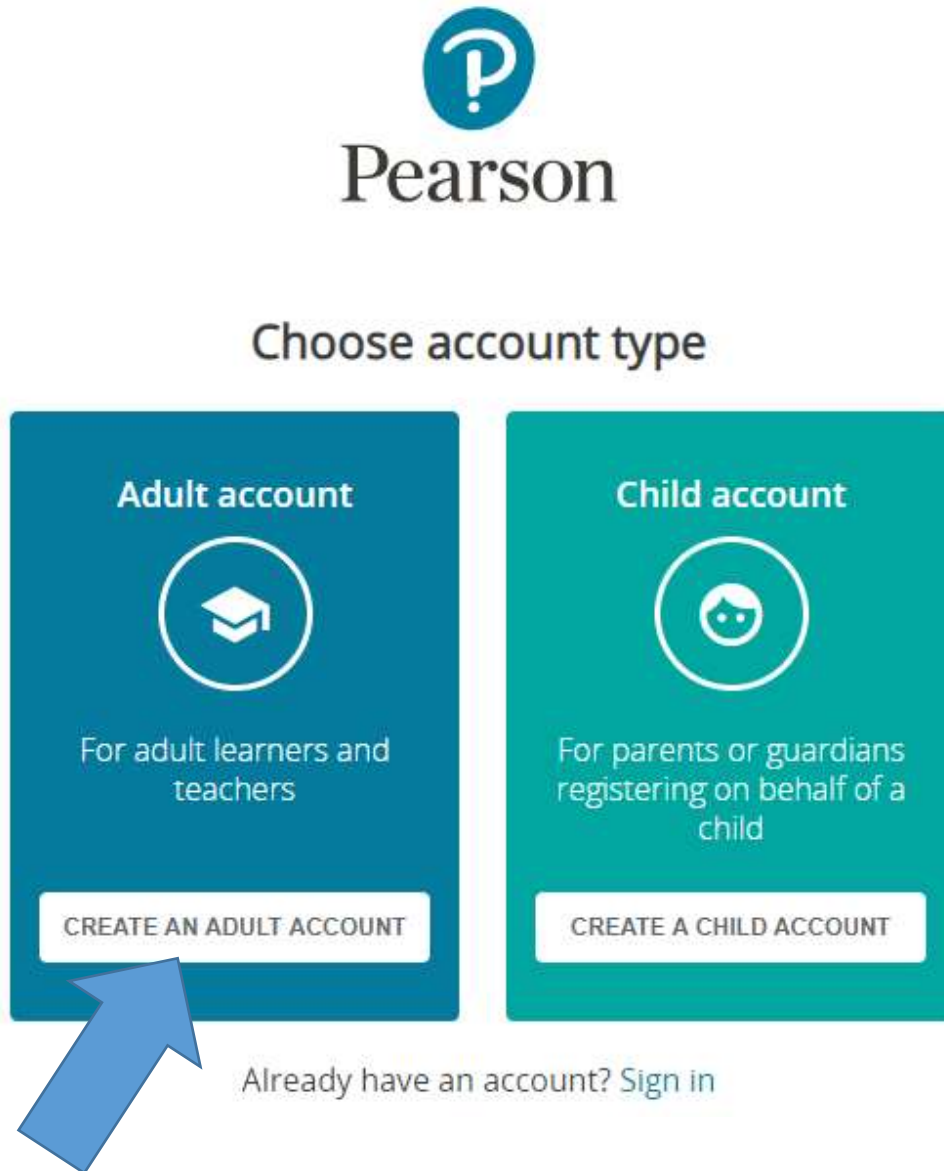 Pearson
Choose account type
Adult account
For adult learners and
teachers
CREATE AN ADULT ACCOUNT
Child account
For parents or guardians
registering on behalf of a
child
CREATE A CHILD ACCOUNT
Already have an account? Sign in